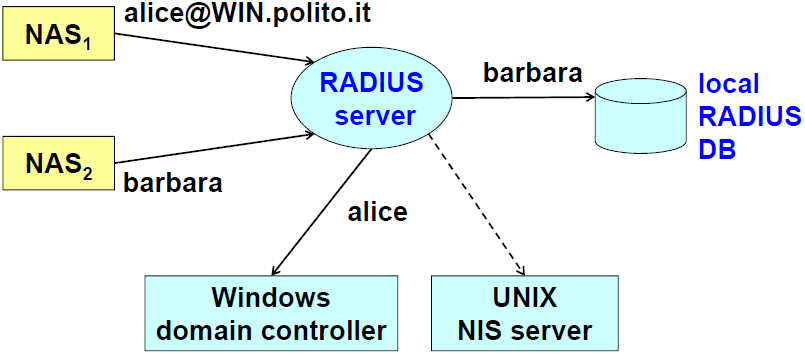 alice@WIN.polito.it
NAS₁
RADIUS
server
barbara
local
RADIUS
DB
NAS₂
barbara
alice
Windows
domain controller
UNIX
NIS server